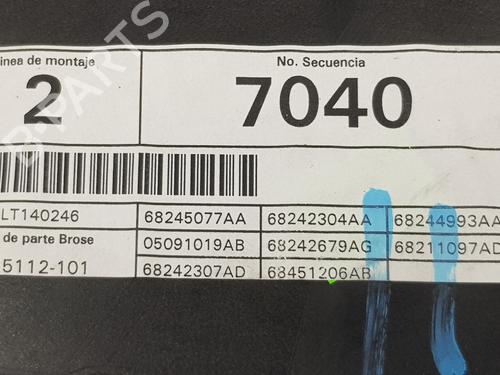 inea de montaje
No. Secuencia
2
7040
LT140246
68245077AA
68242304AA
68244993AA
de parte Brose
05091019AB
68242679AG
68211097AD
5112-101
68242307AD
68451206AB
B-PARTS